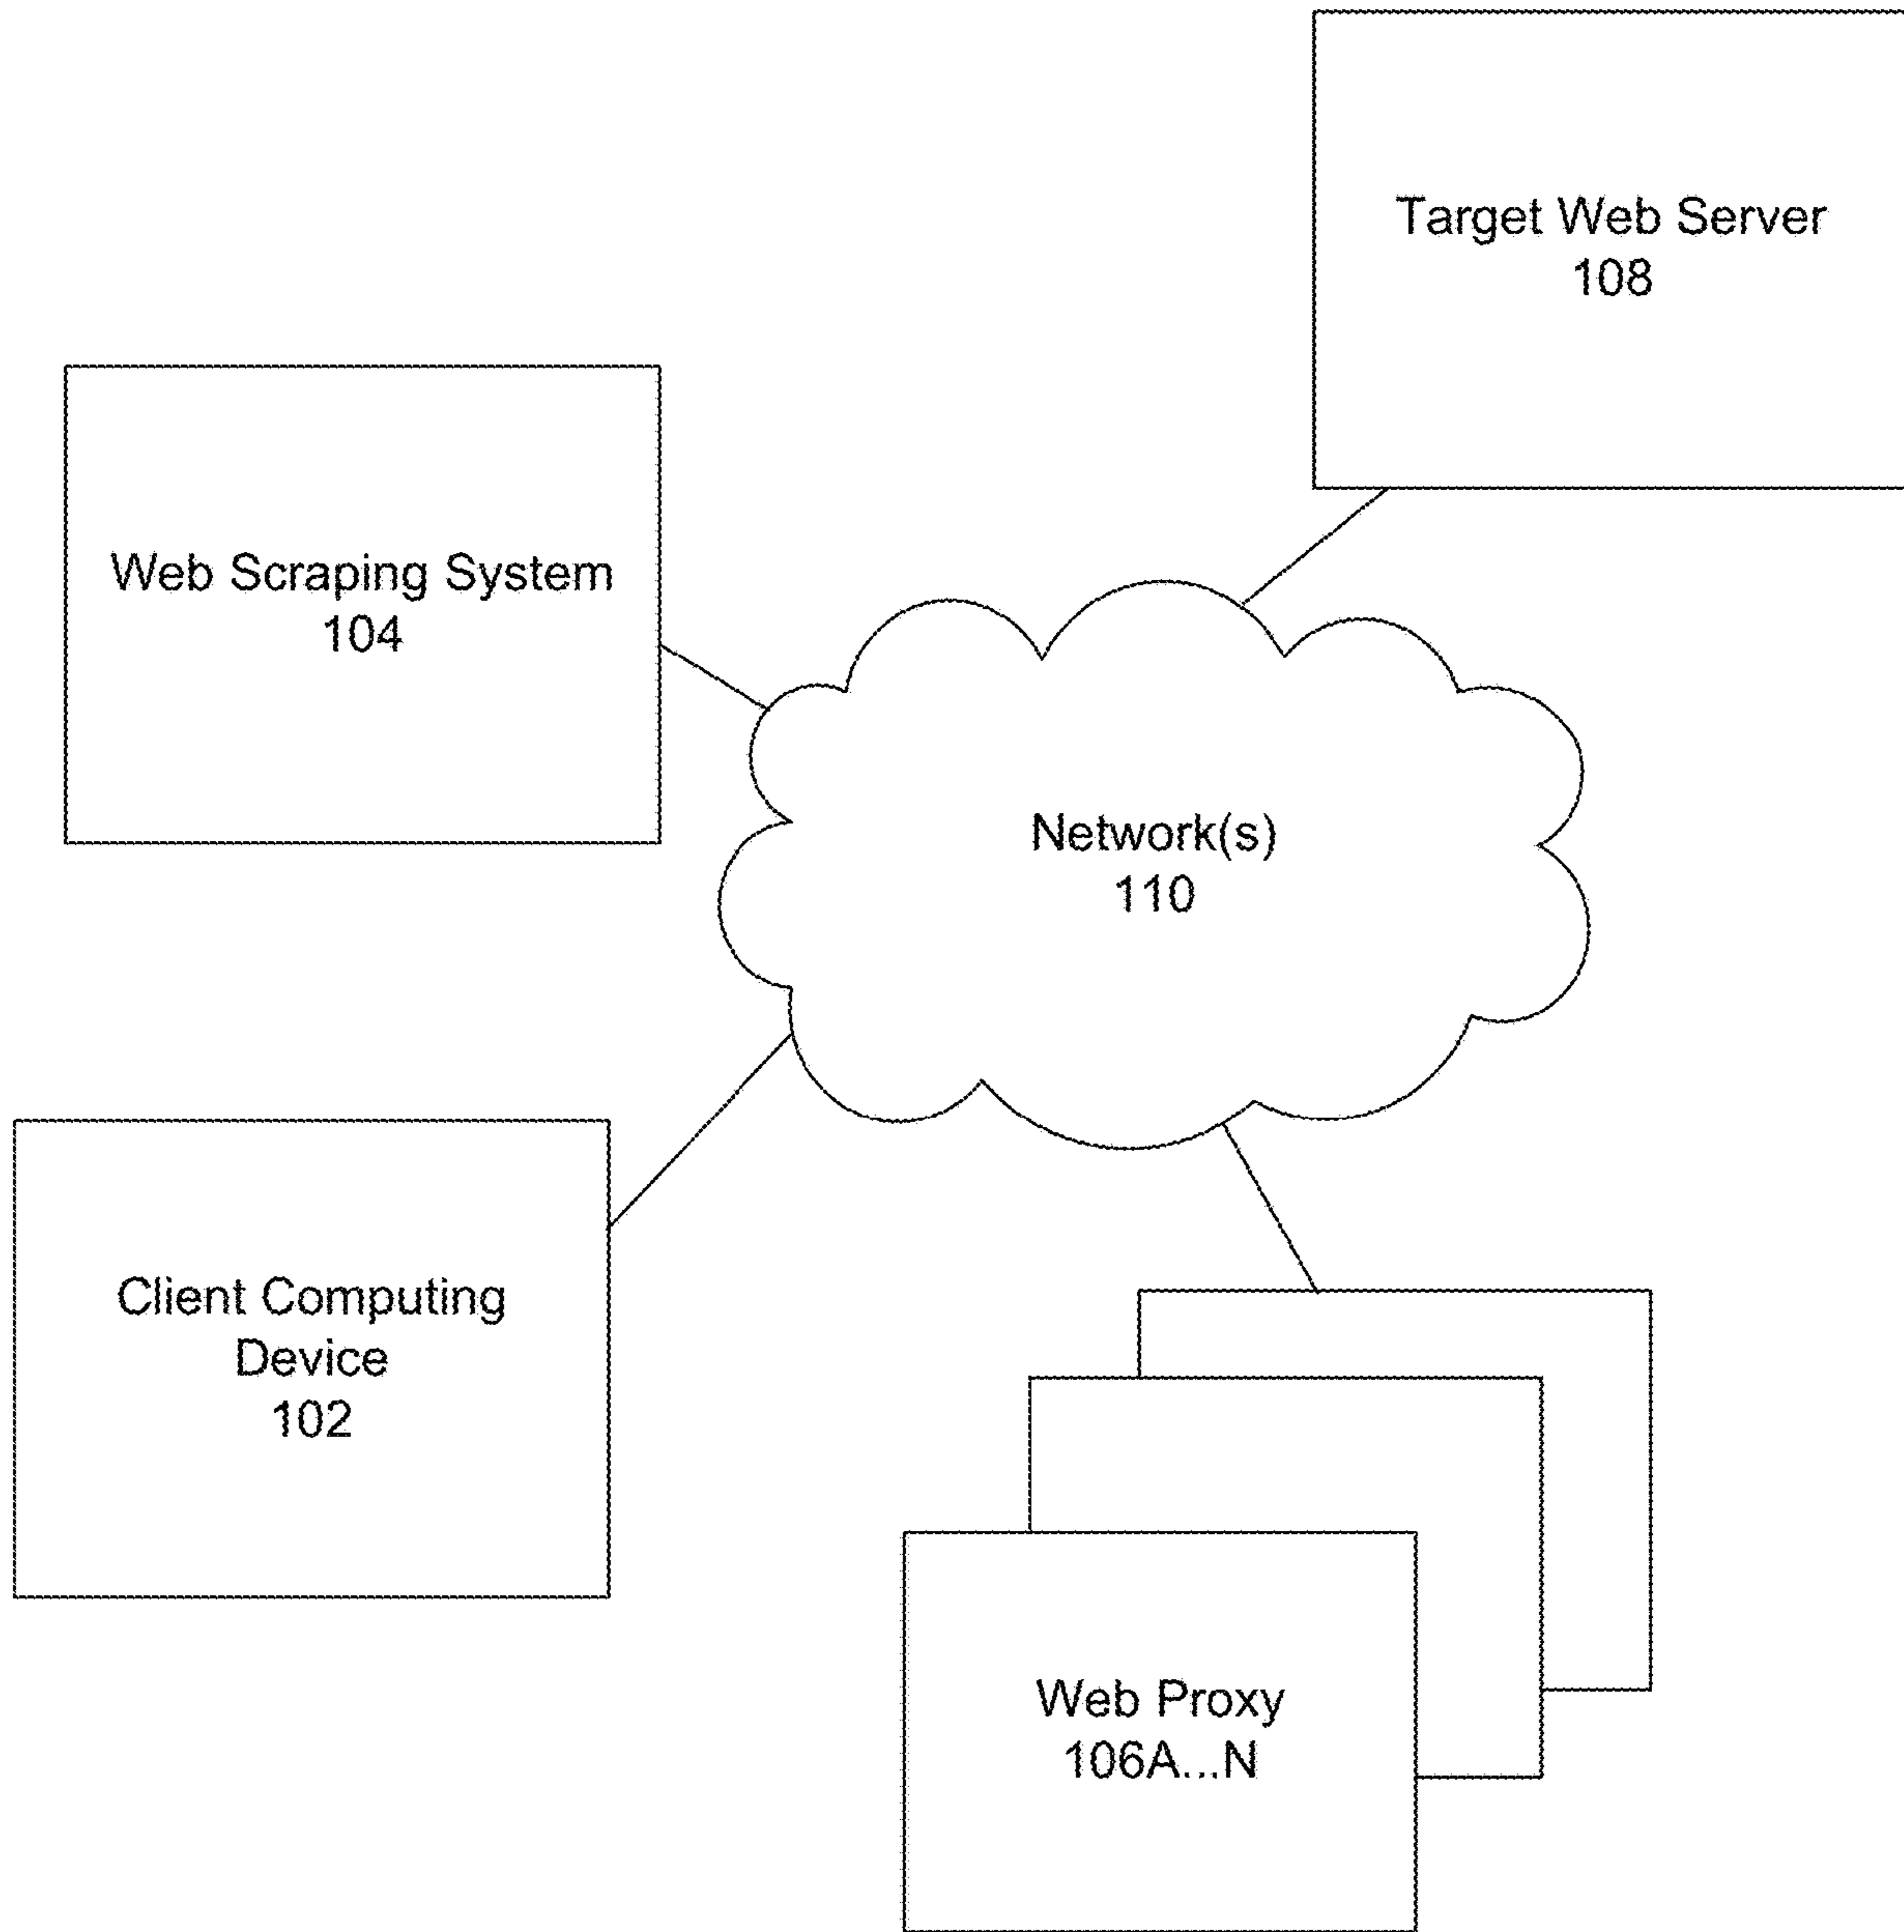 Target Web Server
108
Web Scraping System
104
Network(s)
110
Client Computing
Device
102
Web Proxy
106A...N